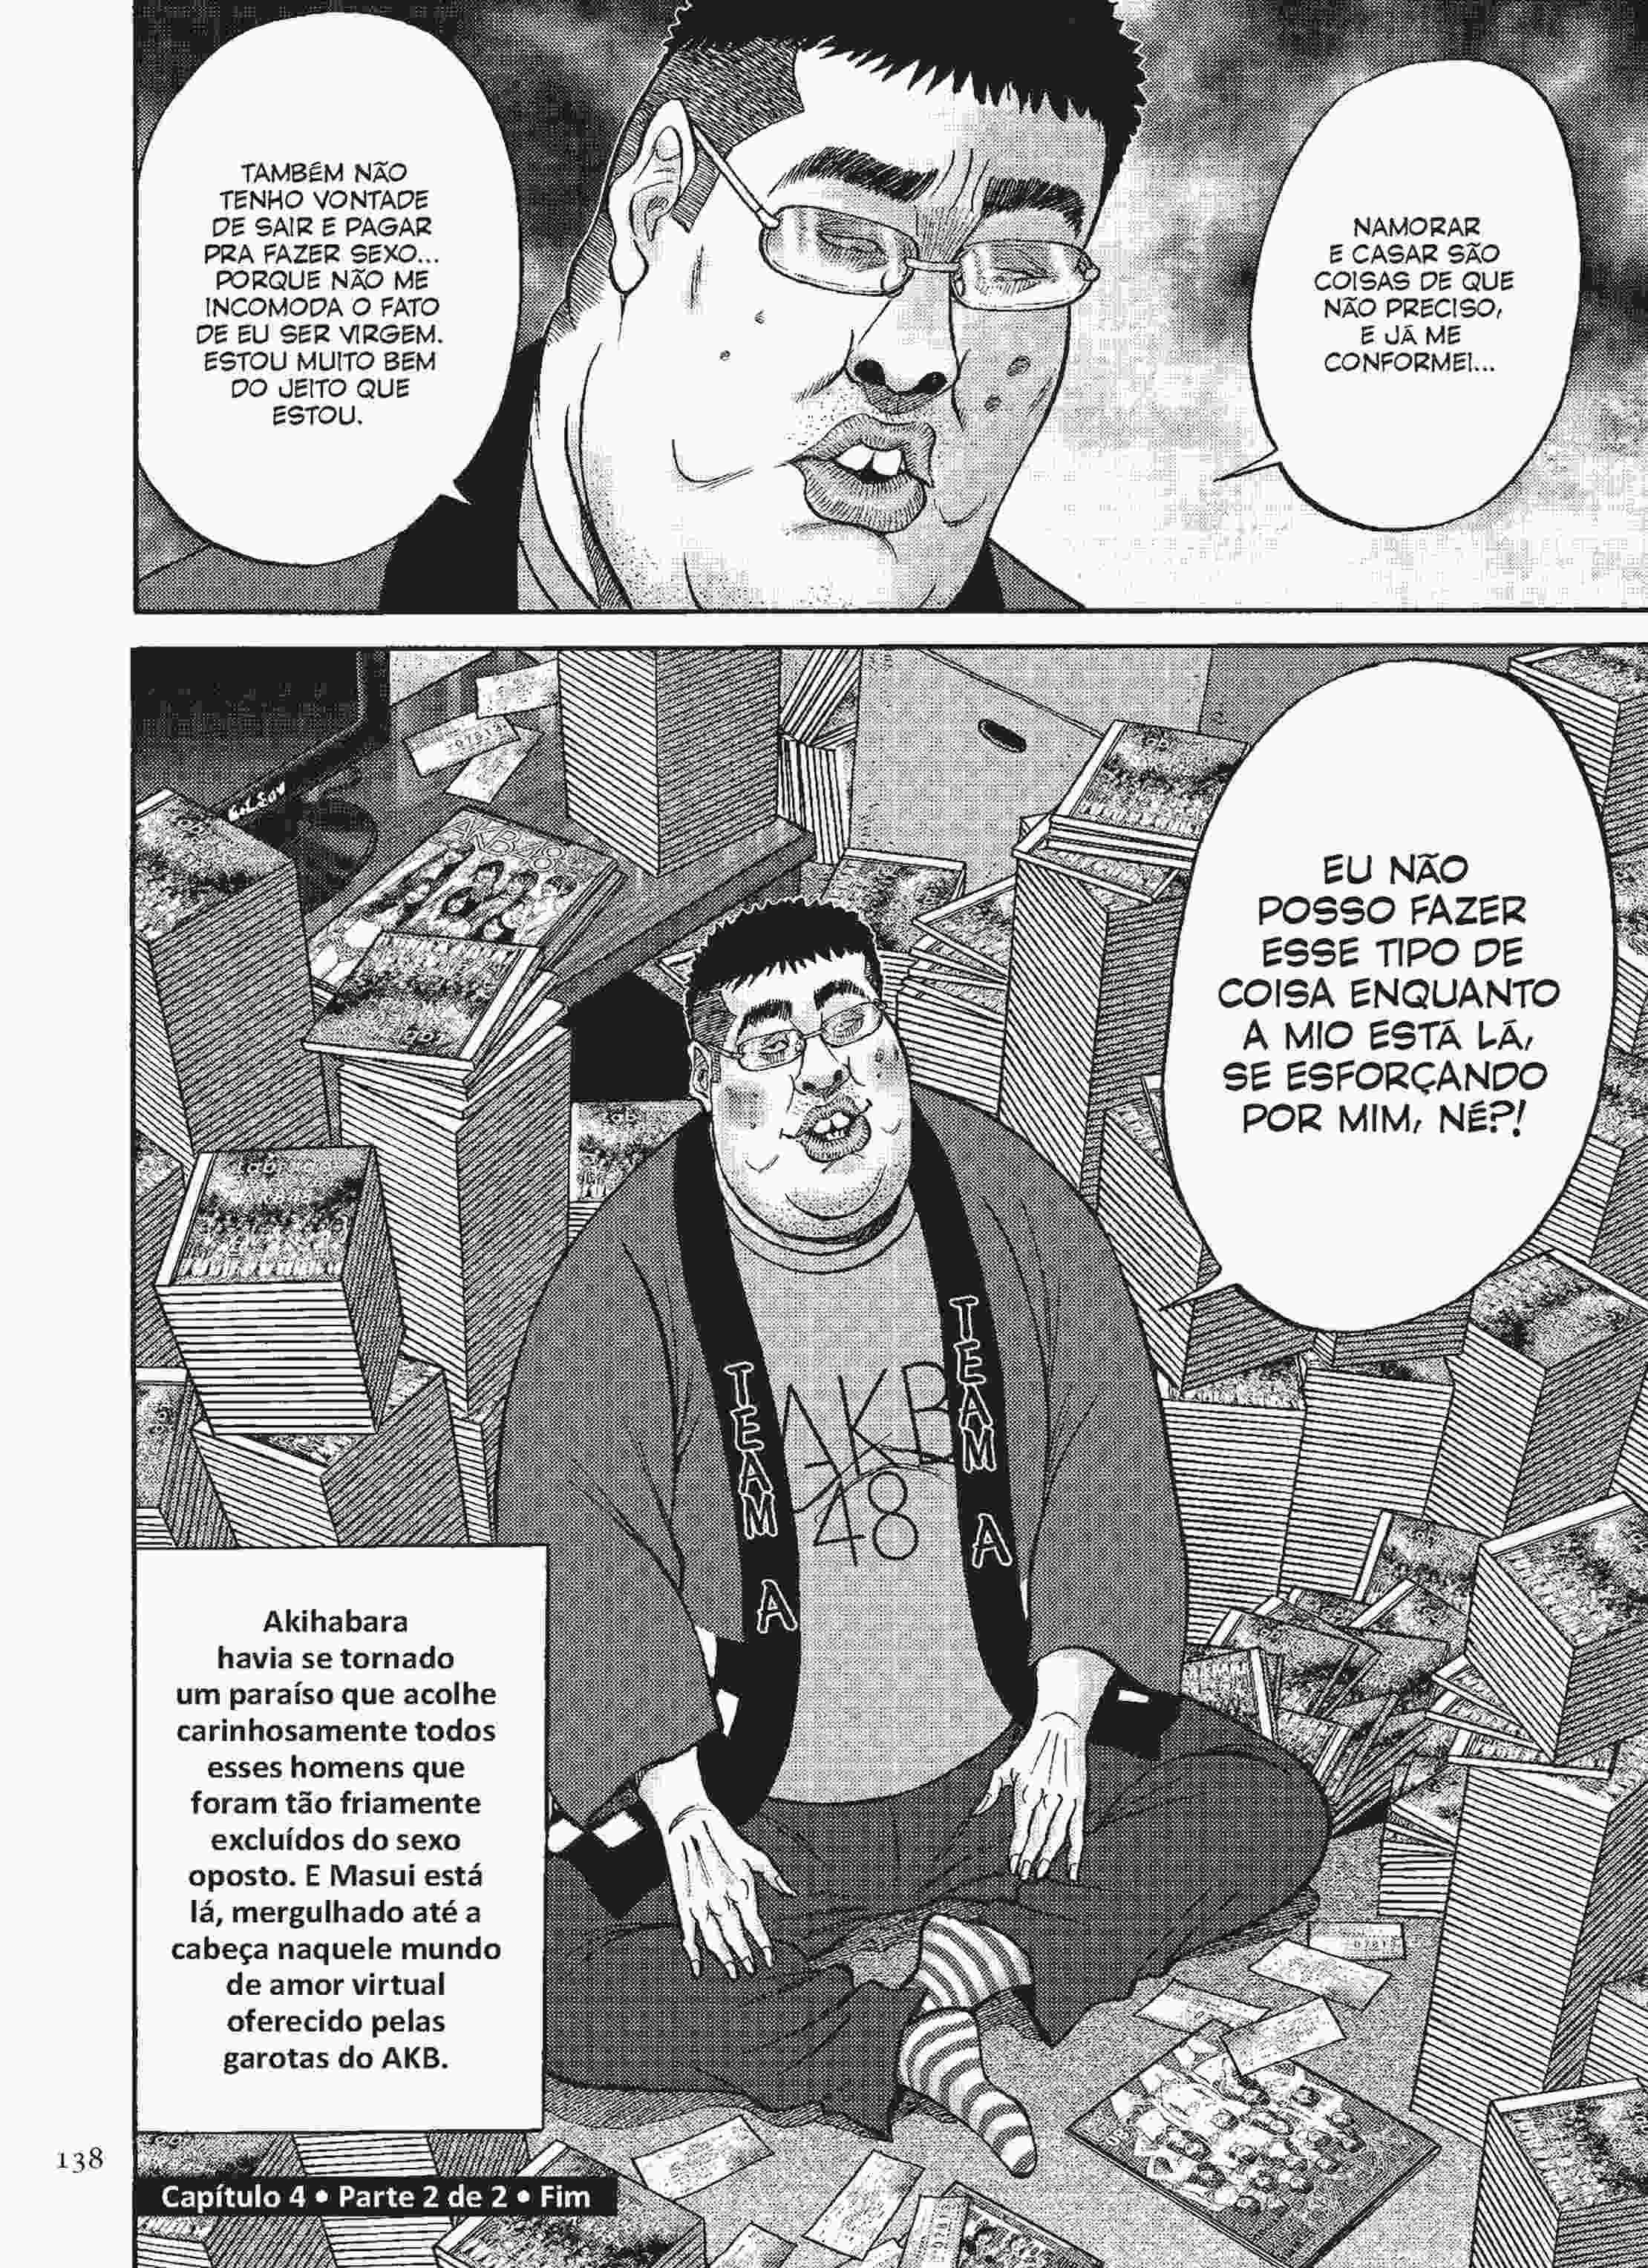 NAMORAR
E CASAR SÃO
COISAS DE QUE
NÃO PRECISO,
E JÁ ME
CONFORMEI...
TAMBÉM NÃO
TENHO VONTADE
DE SAIR E PAGAR
PRA FAZER SEXO...
PORQUE NÃO ME
INCOMODA O FATO
DE EU SER VIRGEM.
ESTOU MUITO BEM
DO JEITO QUE
ESTOU.
EU NÃO
POSSO FAZER
ESSE TIPO DE
COISA ENQUANTO
A MIO ESTÁ LÁ,
SE ESFORÇANDO
POR MIM, NÉ?!
AKB48
TEAM A
TEAM A
AKB
48
Akihabara
havia se tornado
um paraíso que acolhe
carinhosamente todos
esses homens que
foram tão friamente
excluídos do sexo
oposto. E Masui está
lá, mergulhado até a
cabeça naquele mundo
de amor virtual
oferecido pelas
garotas do AKB.
138
Capítulo 4 • Parte 2 de 2 • Fim